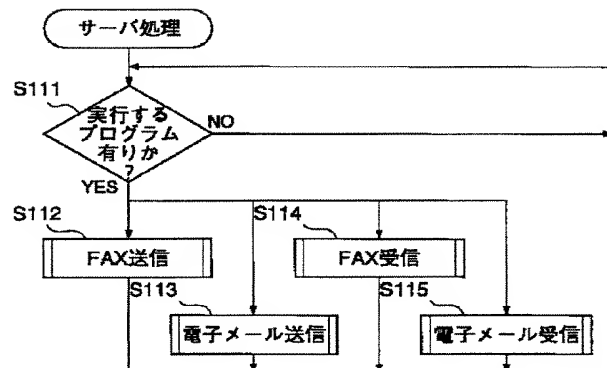 サーバ処理
S111
実行する
プログラム
有りか
?
NO
YES
S112
S114
FAX送信
FAX受信
S113
S115
電子メール送信
電子メール受信